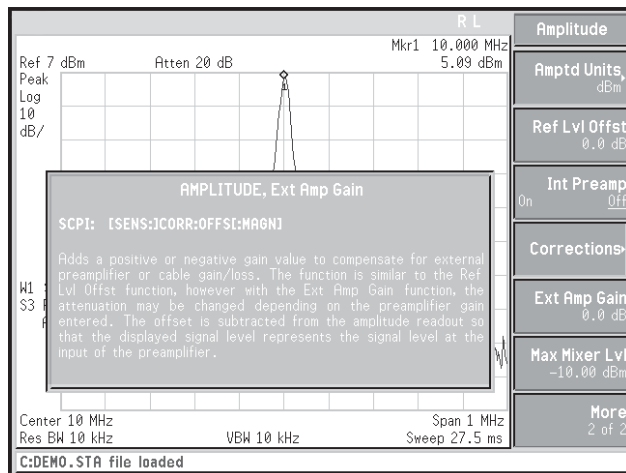 R L
Mkr1 10.000 MHz
Ref 7 dBm Atten 20 dB 5.09 dBm
Peak
Log
10
dB/
1
AMPLITUDE, Ext Amp Gain
SCPI: [SENS:]CORR:OFFS[:MAGN]
Adds a positive or negative gain value to compensate for external
preamplifier or cable gain/loss. The function is similar to the Ref
Lvl Offst function, however with the Ext Amp Gain function, the
attenuation may be changed depending on the preamplifier gain
entered. The offset is subtracted from the amplitude readout so
that the displayed signal level represents the signal level at the
input of the preamplifier.
W1
S3
Center 10 MHz Span 1 MHz
Res BW 10 kHz VBW 10 kHz Sweep 27.5 ms
C:DEMO.STA file loaded
Amplitude
Amptd Units
dBm
Ref Lvl Offst
0.0 dB
Int Preamp
On Off
Corrections
Ext Amp Gain
0.0 dB
Max Mixer Lvl
-10.00 dBm
More
2 of 2